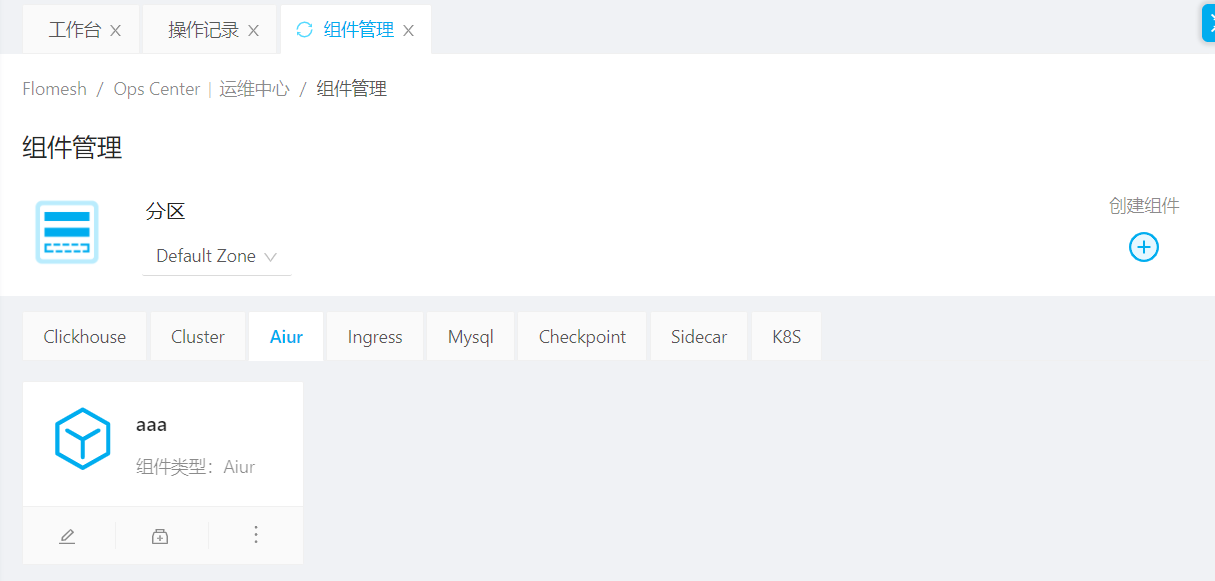 工作台 操作记录 组件管理
Flomesh / Ops Center | 运维中心 / 组件管理
组件管理
分区
创建组件
Default Zone
Clickhouse Cluster Aiur Ingress Mysql Checkpoint Sidecar K8S
aaa
组件类型：Aiur